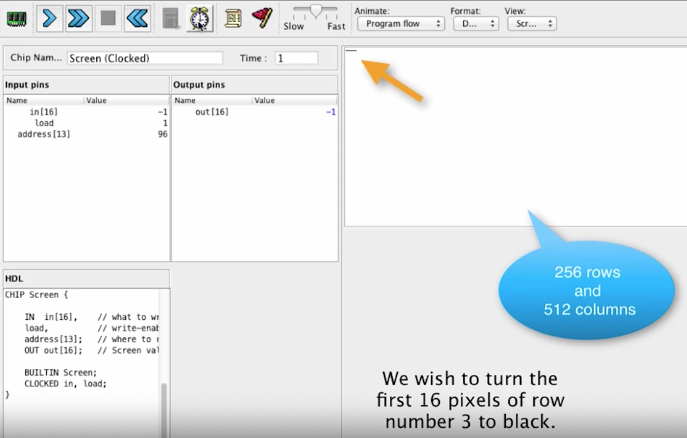 Slow Fast
Animate: Format: View:
Program flow D... Scr...
Chip Nam... Screen (Clocked) Time : 1
Input pins Output pins
Name Value Name Value
in[16] -1 out[16] -1
load 1
address[13] 96
256 rows
and
512 columns
HDL
CHIP Screen {
IN in[16], // what to wr
load, // write-enab
address[13]; // where to r
OUT out[16]; // Screen val
BUILTIN Screen;
CLOCKED in, load;
}
We wish to turn the
first 16 pixels of row
number 3 to black.